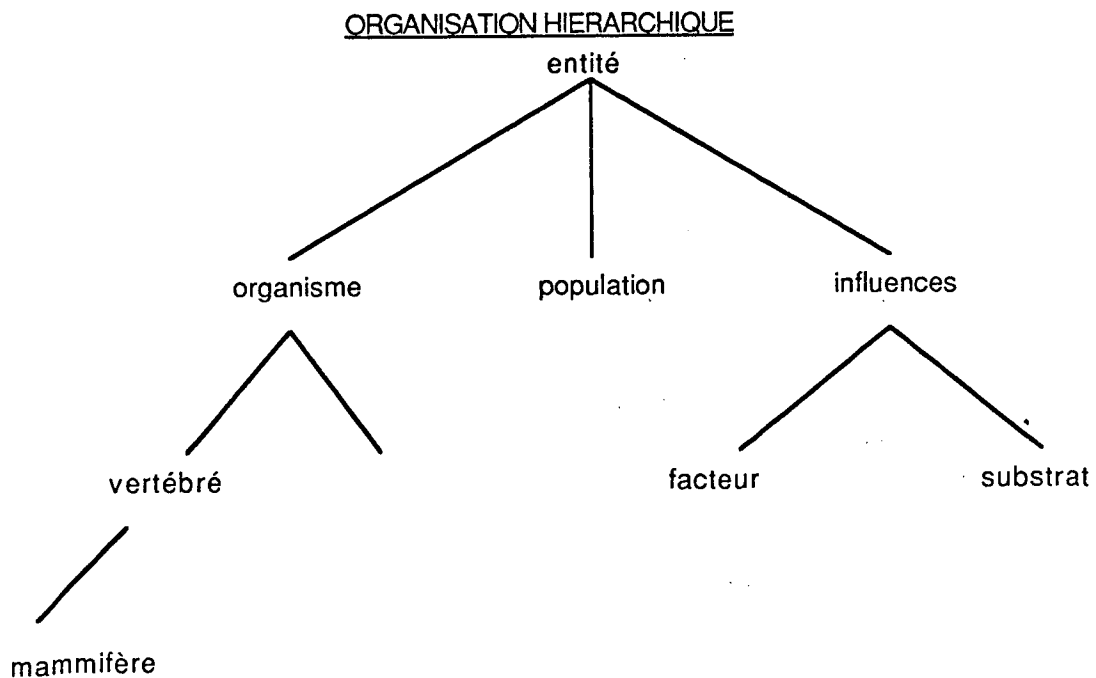 ORGANISATION HIERARCHIQUE
entité
organisme population influences
vertébré facteur substrat
mammifère